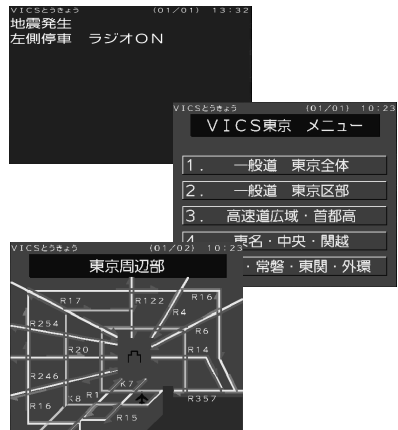 VICSとうきょう (01/01) 13:32
地震発生
左側停車 ラジオON
VICSとうきょう (01/01) 10:23
VICS東京 メニュー
1. 一般道 東京全体
2. 一般道 東京区部
3. 高速道広域・首都高
4 東名・中央・関越
・常磐・東関・外環
VICSとうきょう (01/02) 10:23
東京周辺部
R17
R122
R16
R4
R254
R6
R20
R14
R246
K7
R16
K8
R1
R357
R15